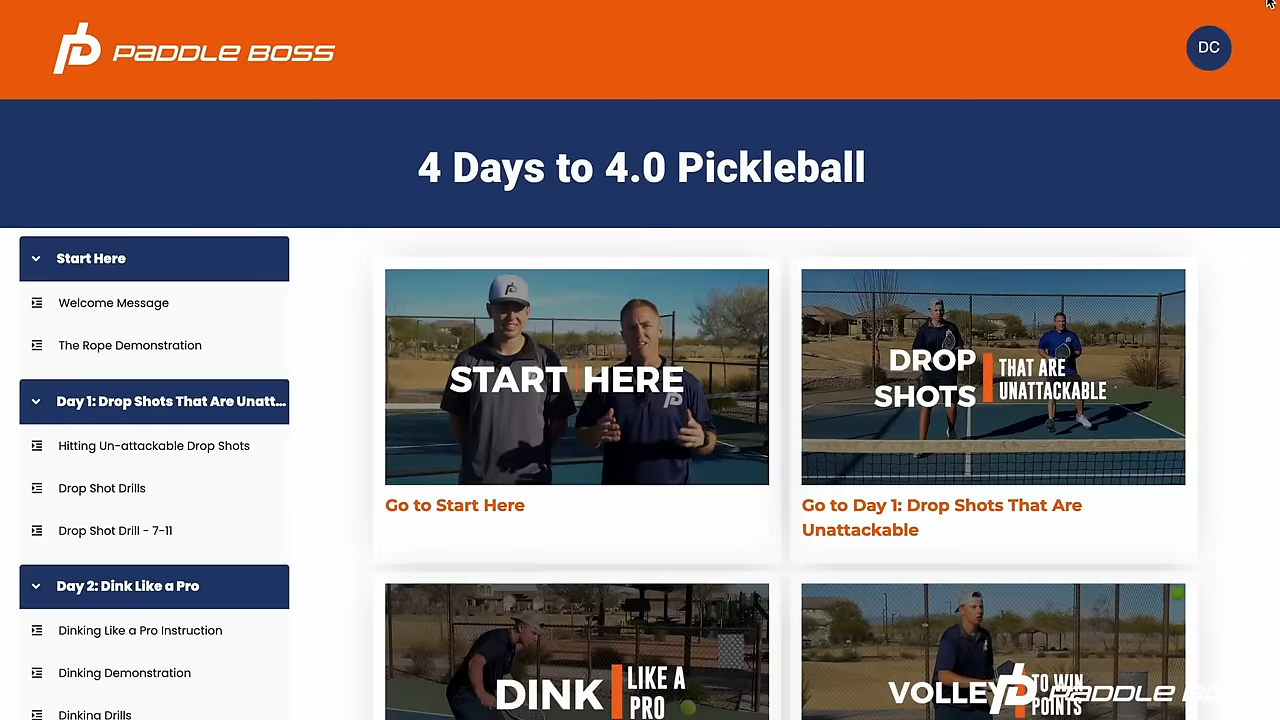 PADDLE BOSS
DC
4 Days to 4.0 Pickleball
Start Here
Welcome Message
The Rope Demonstration
Day 1: Drop Shots That Are Unatt...
Hitting Un-attackable Drop Shots
Drop Shot Drills
Drop Shot Drill - 7-11
Day 2: Dink Like a Pro
Dinking Like a Pro Instruction
Dinking Demonstration
Dinking Drills
START HERE
Go to Start Here
DROP SHOTS
THAT ARE
UNATTACKABLE
Go to Day 1: Drop Shots That Are
Unattackable
DINK
LIKE A
PRO
VOLLEY
TO WIN
POINTS
PADDLE BO